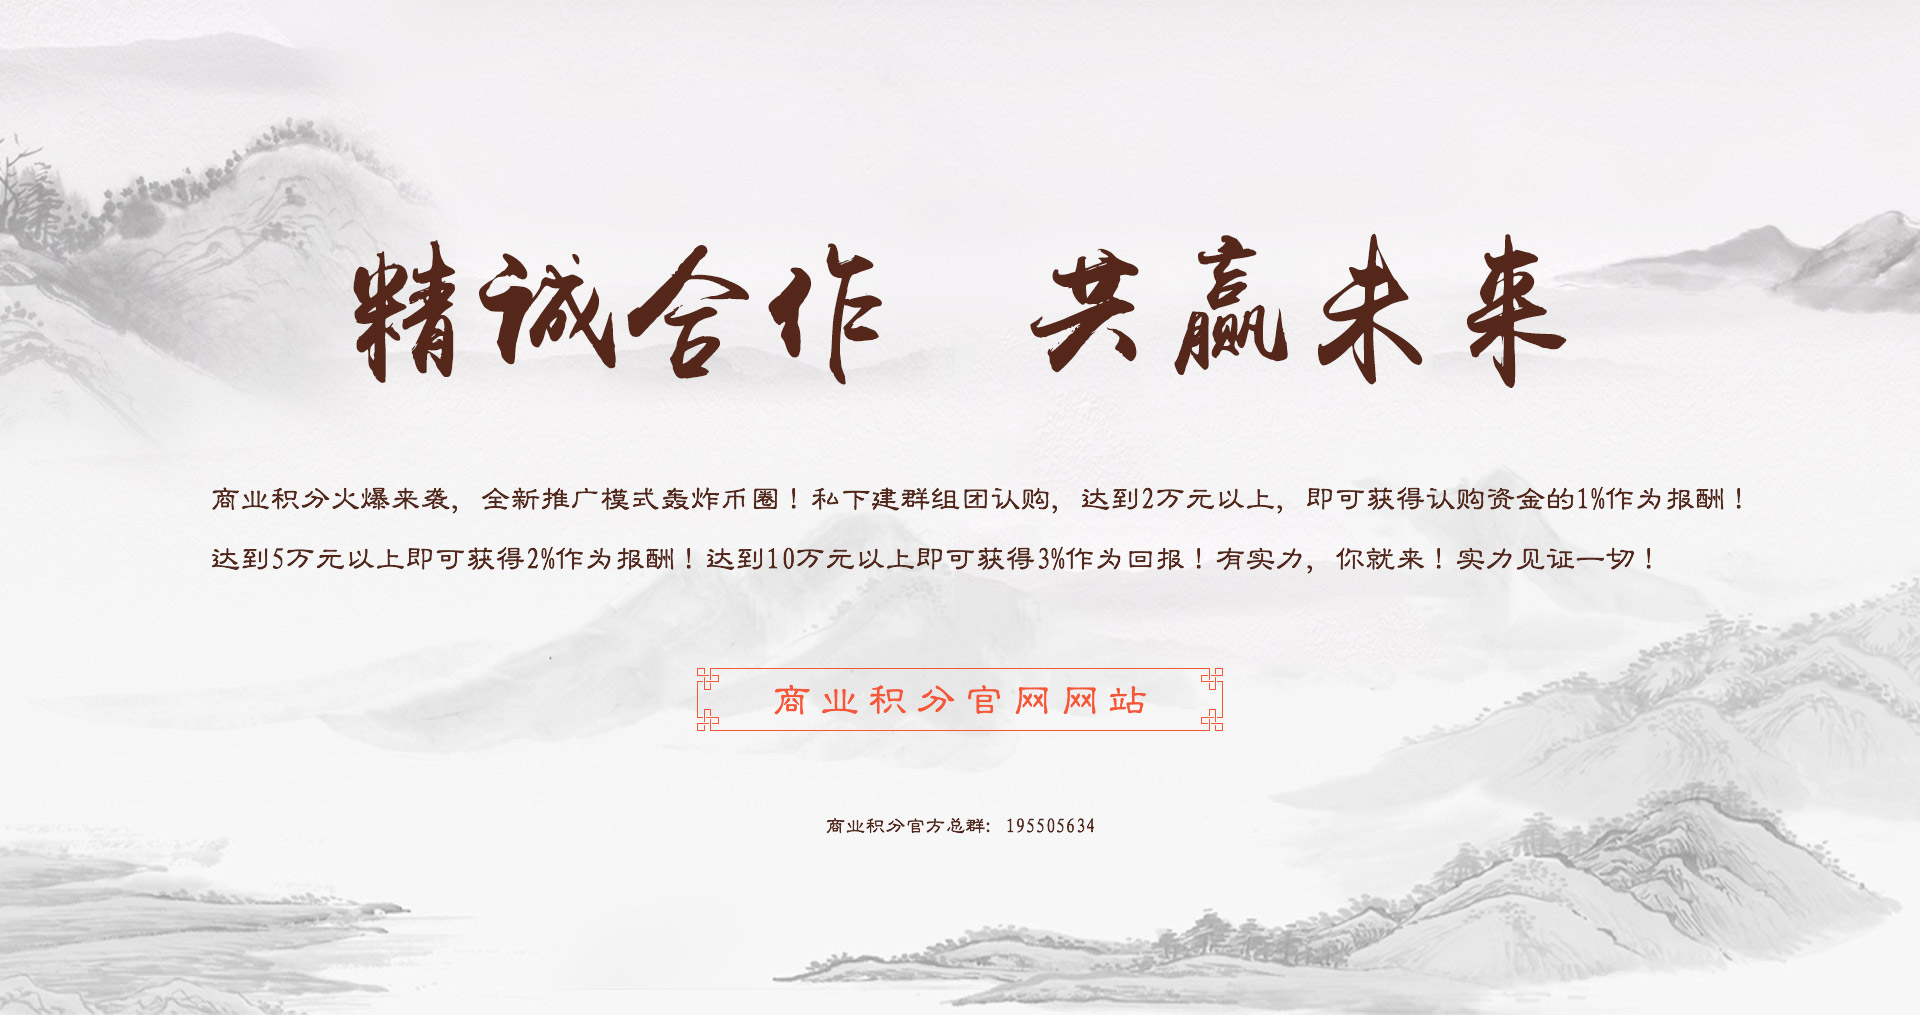 精诚合作 共赢未来
商业积分火爆来袭，全新推广模式轰炸币圈！私下建群组团认购，达到2万元以上，即可获得认购资金的1%作为报酬！
达到5万元以上即可获得2%作为报酬！达到10万元以上即可获得3%作为回报！有实力，你就来！实力见证一切！
商业积分官网网站
商业积分官方总群：195505634